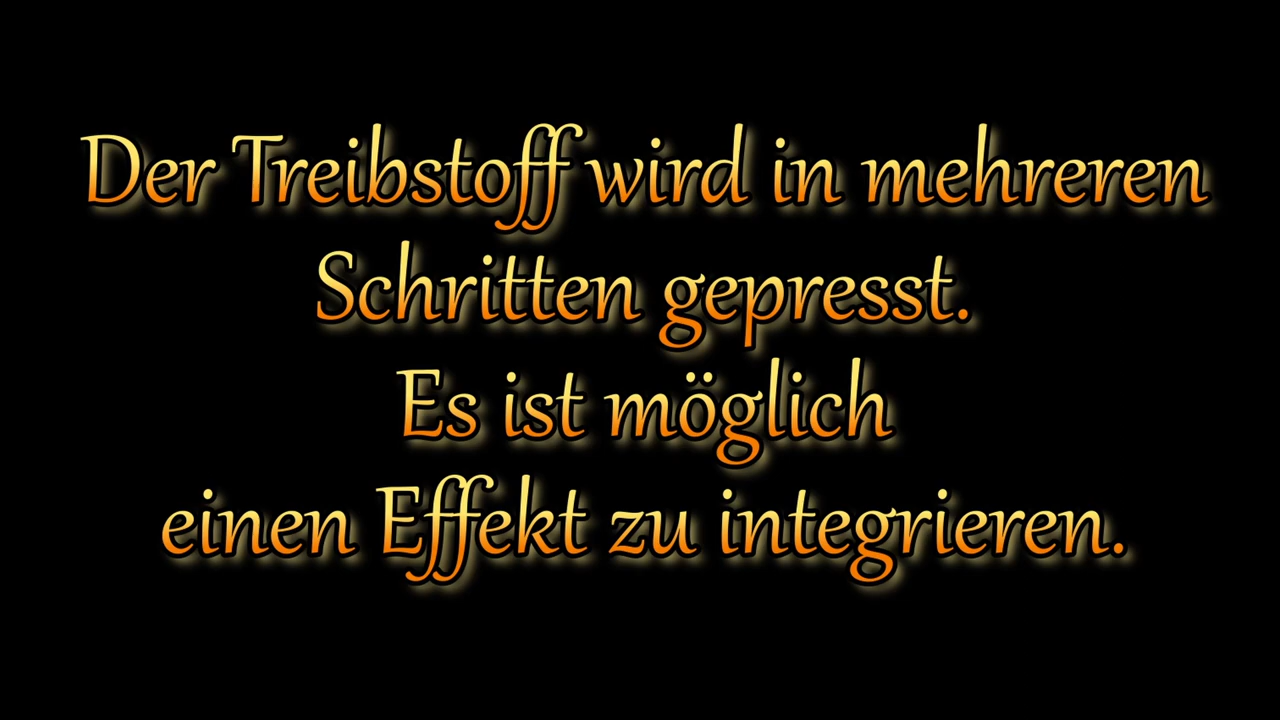 Der Treibstoff wird in mehreren
Schritten gepresst.
Es ist möglich
einen Effekt zu integrieren.